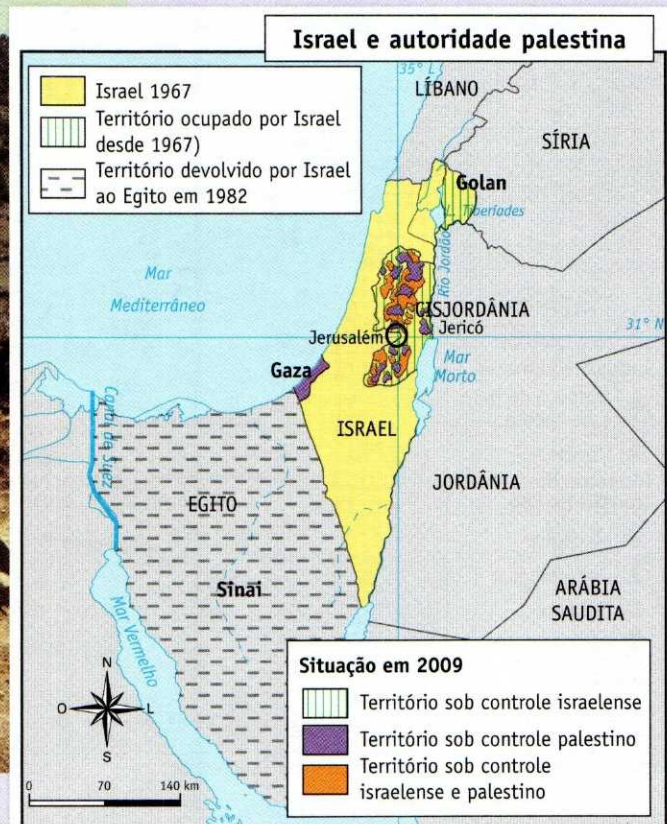 Israel e autoridade palestina
Israel 1967
Território ocupado por Israel
desde 1967)
Território devolvido por Israel
ao Egito em 1982
35° L
LÍBANO
SÍRIA
Golan
L. Tiberíades
Rio Jordão
Mar
Mediterrâneo
CISJORDÂNIA
Jerusalém
Jericó
31° N
Gaza
Mar
Morto
ISRAEL
Canal de Suez
EGITO
JORDÂNIA
Sinai
ARÁBIA
SAUDITA
Mar Vermelho
N
O
L
S
0 70 140 km
Situação em 2009
Território sob controle israelense
Território sob controle palestino
Território sob controle
israelense e palestino